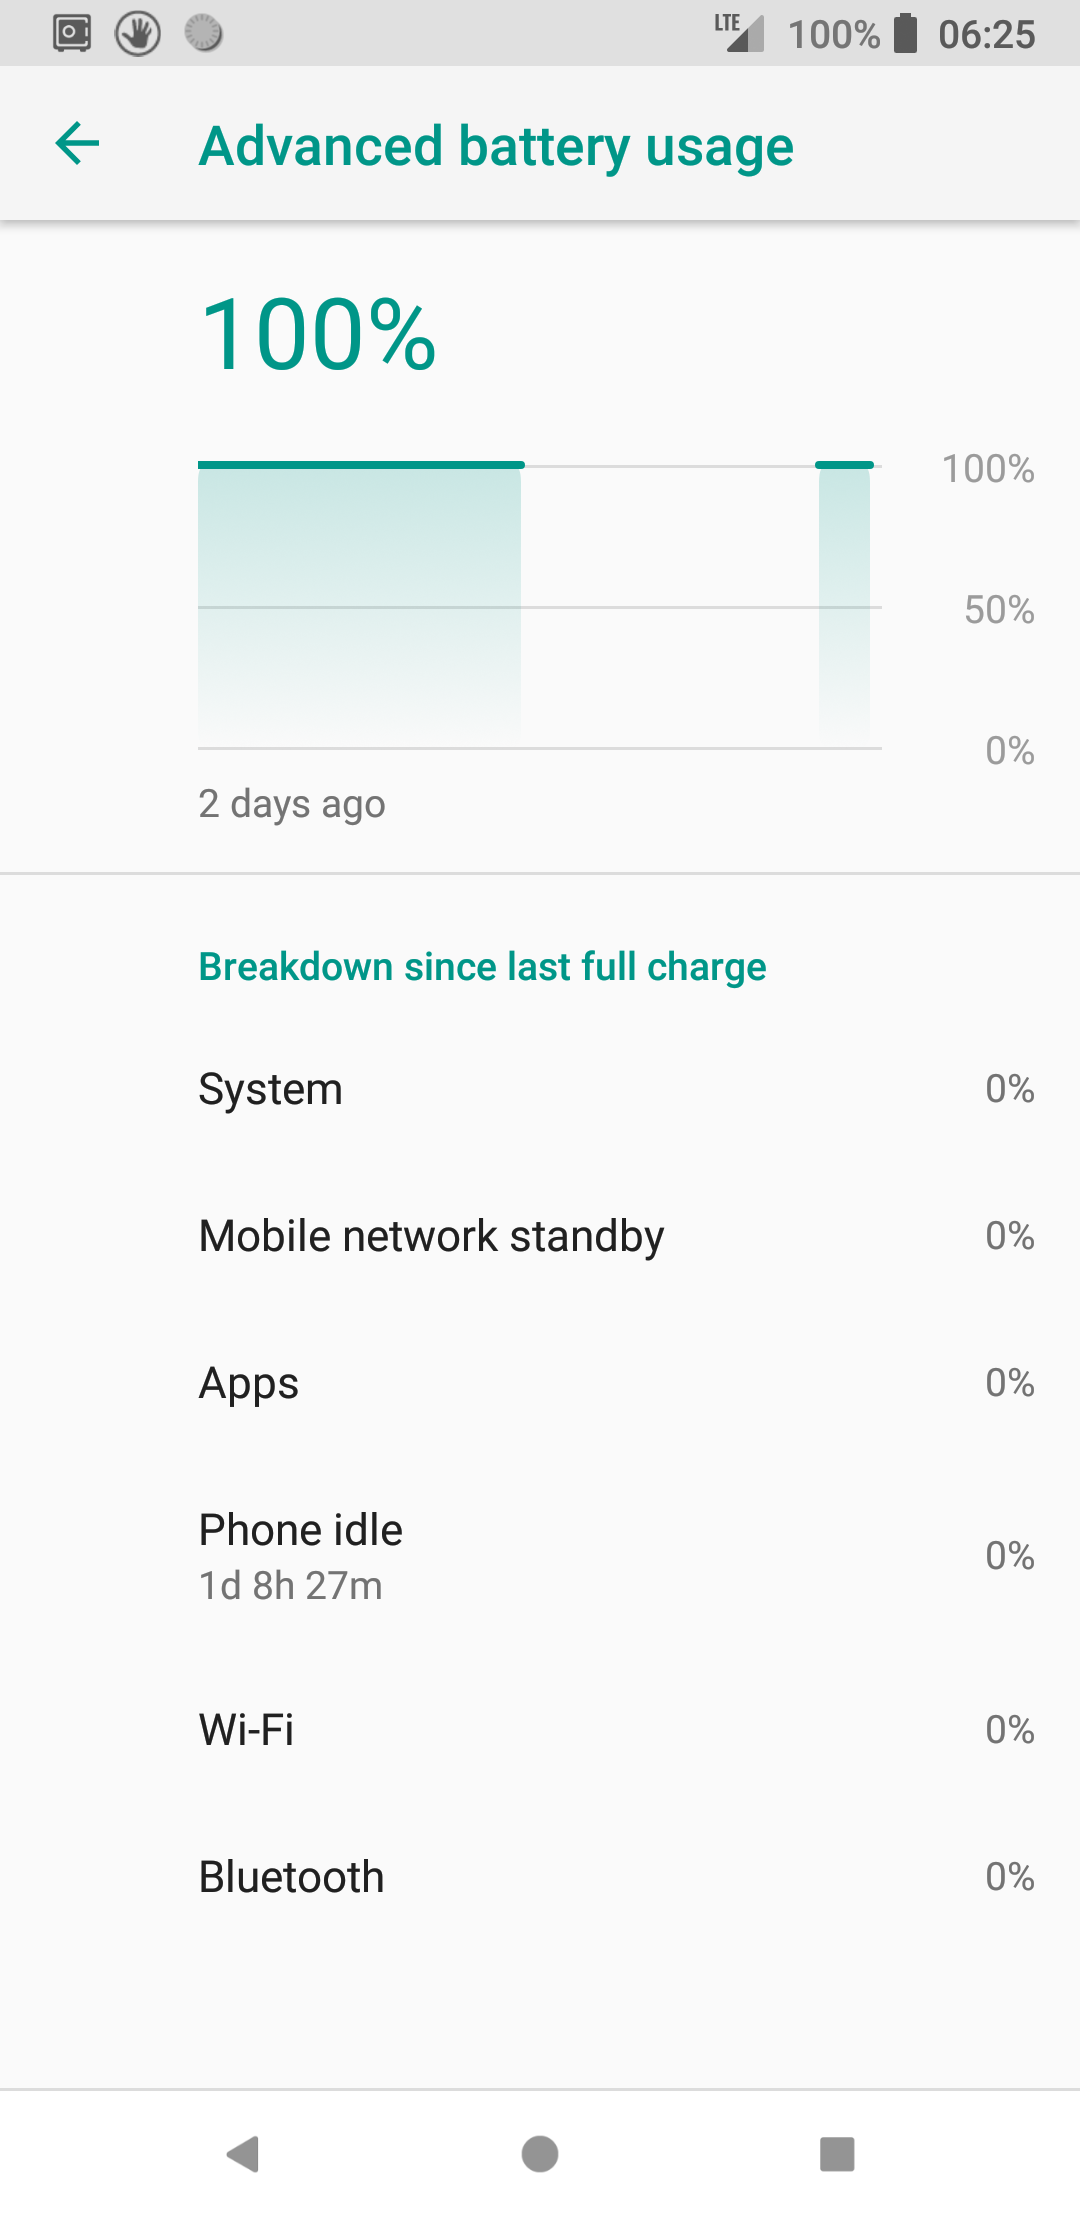 LTE 100% 06:25
Advanced battery usage
100%
100%
50%
0%
2 days ago
Breakdown since last full charge
System 0%
Mobile network standby 0%
Apps 0%
Phone idle 0%
1d 8h 27m
Wi-Fi 0%
Bluetooth 0%